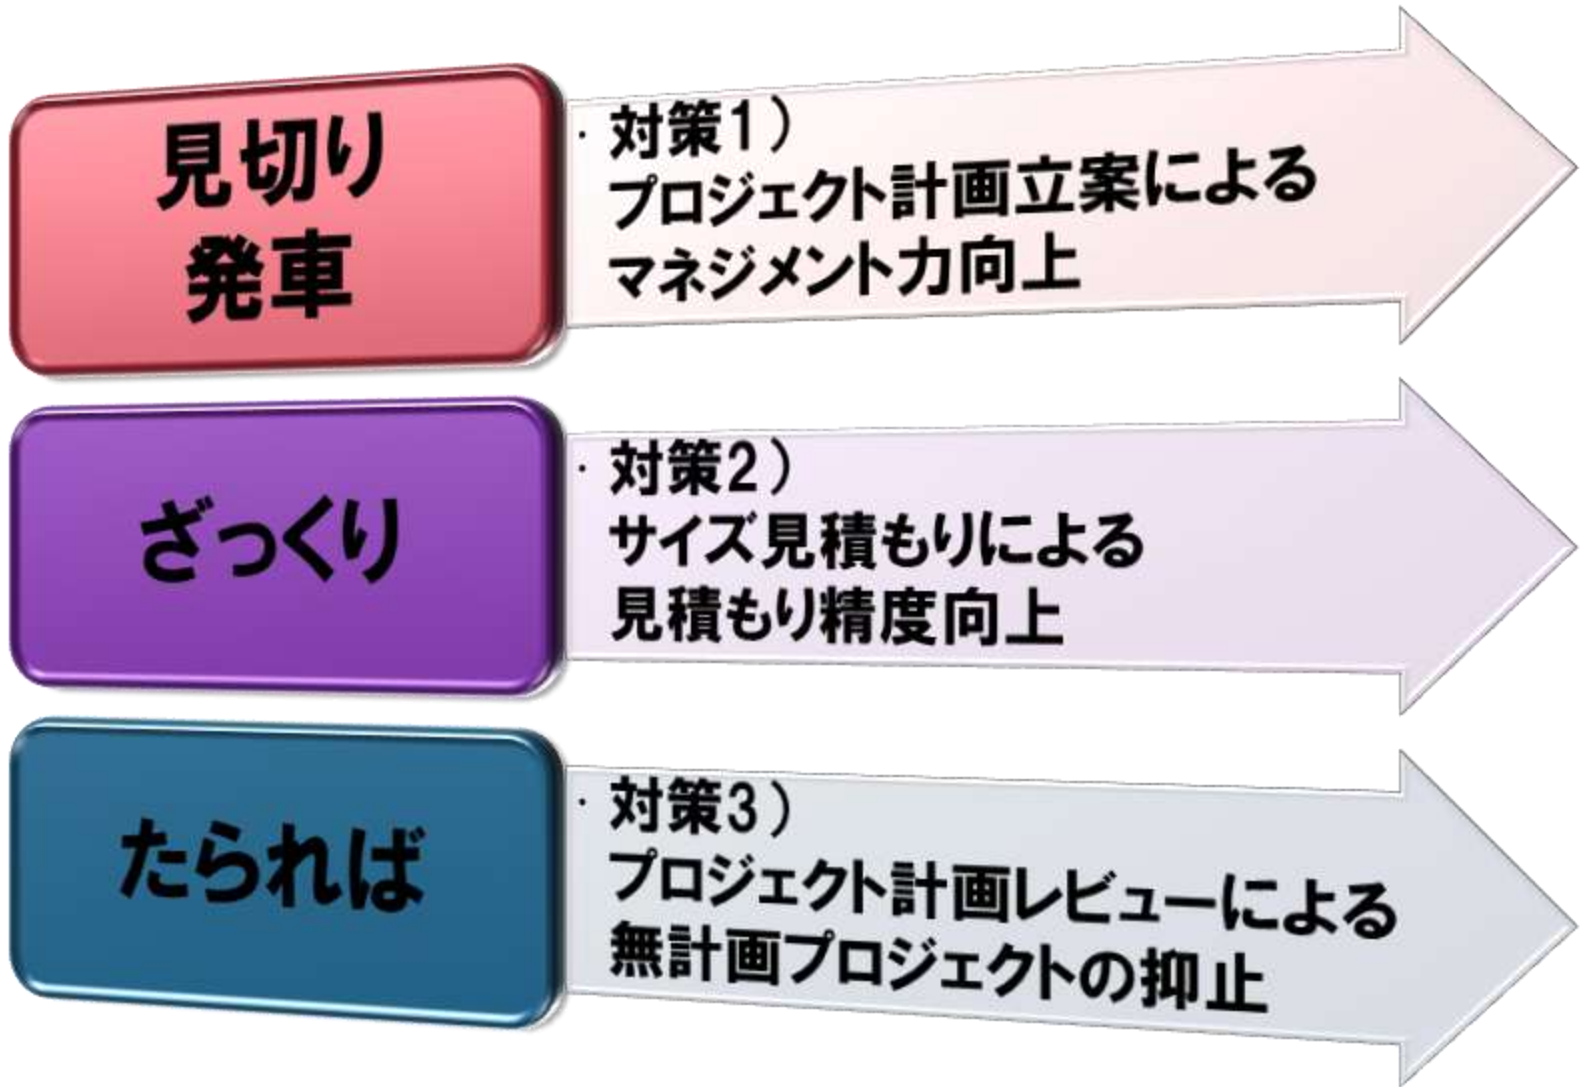 見切り
発車
・対策1）
プロジェクト計画立案による
マネジメント力向上
ざっくり
・対策2）
サイズ見積もりによる
見積もり精度向上
たられば
・対策3）
プロジェクト計画レビューによる
無計画プロジェクトの抑止